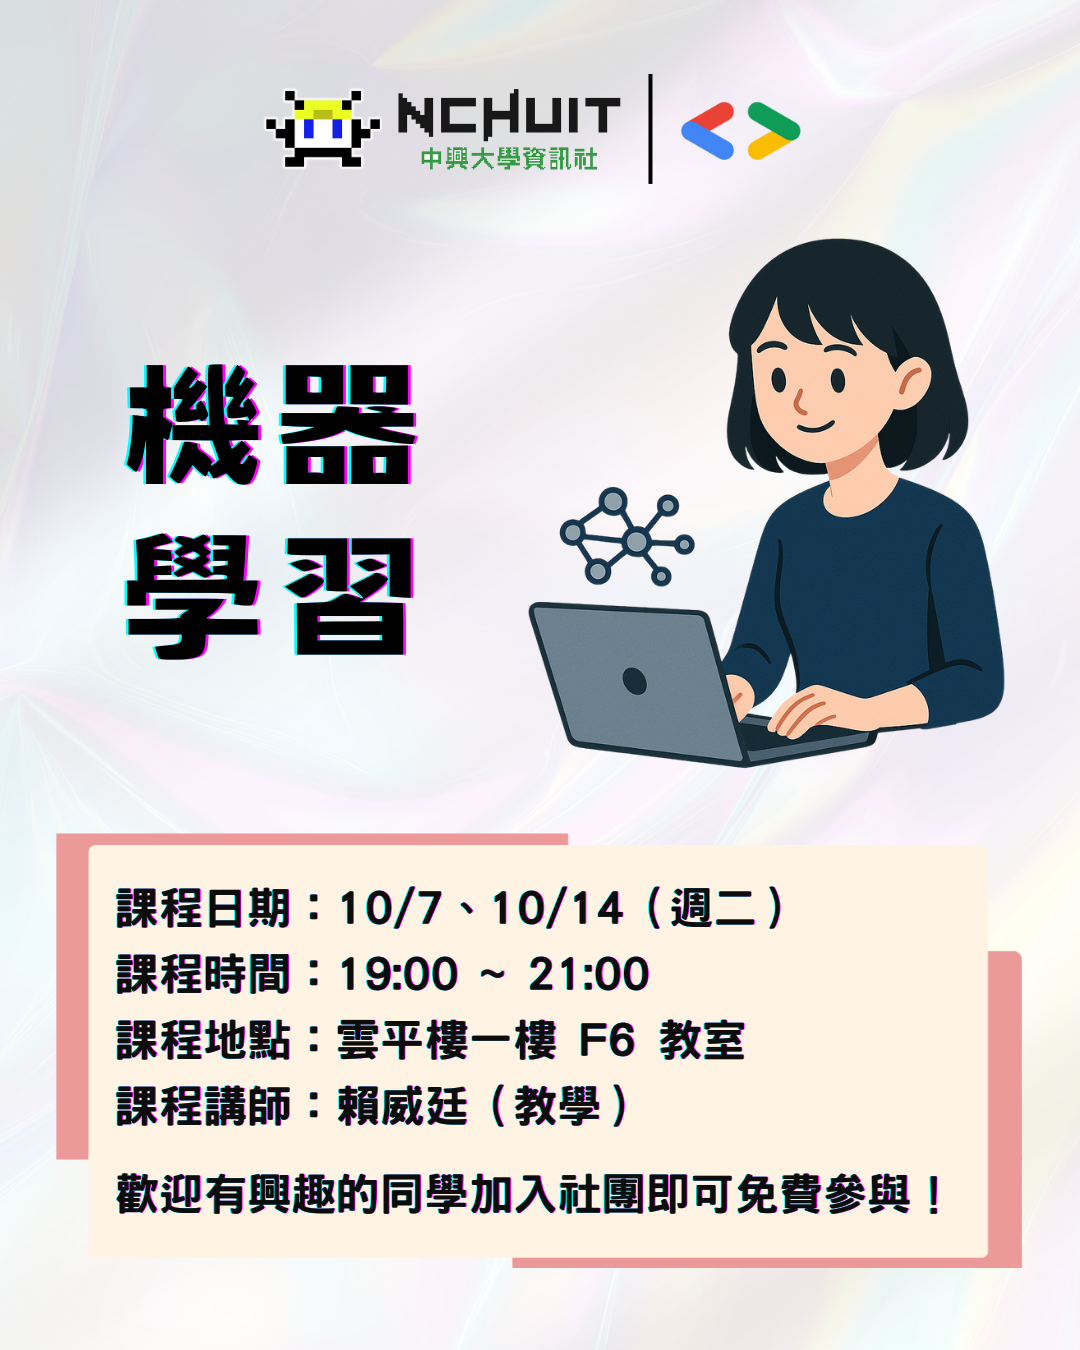 NCHUIT
中興大學資訊社
機器
學習
課程日期：10/7、10/14（週二）
課程時間：19:00 ~ 21:00
課程地點：雲平樓一樓 F6 教室
課程講師：賴威廷（教學）
歡迎有興趣的同學加入社團即可免費參與！